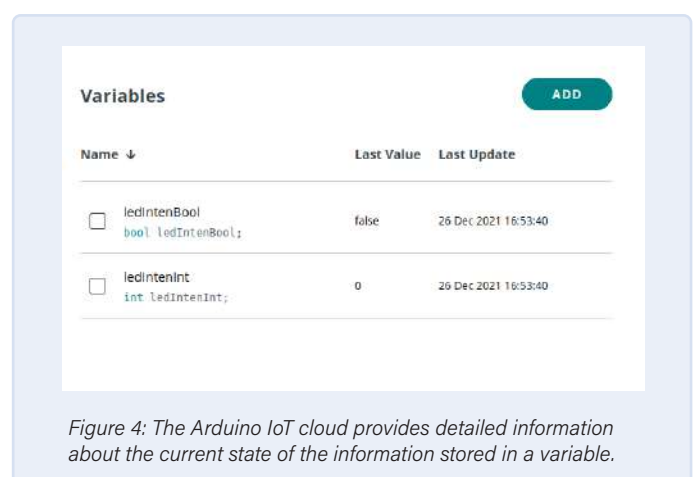 Variables
ADD
Name ↓ Last Value Last Update
ledIntenBool
bool ledIntenBool;
false
26 Dec 2021 16:53:40
ledIntenInt
int ledIntenInt;
0
26 Dec 2021 16:53:40
Figure 4: The Arduino IoT cloud provides detailed information
about the current state of the information stored in a variable.